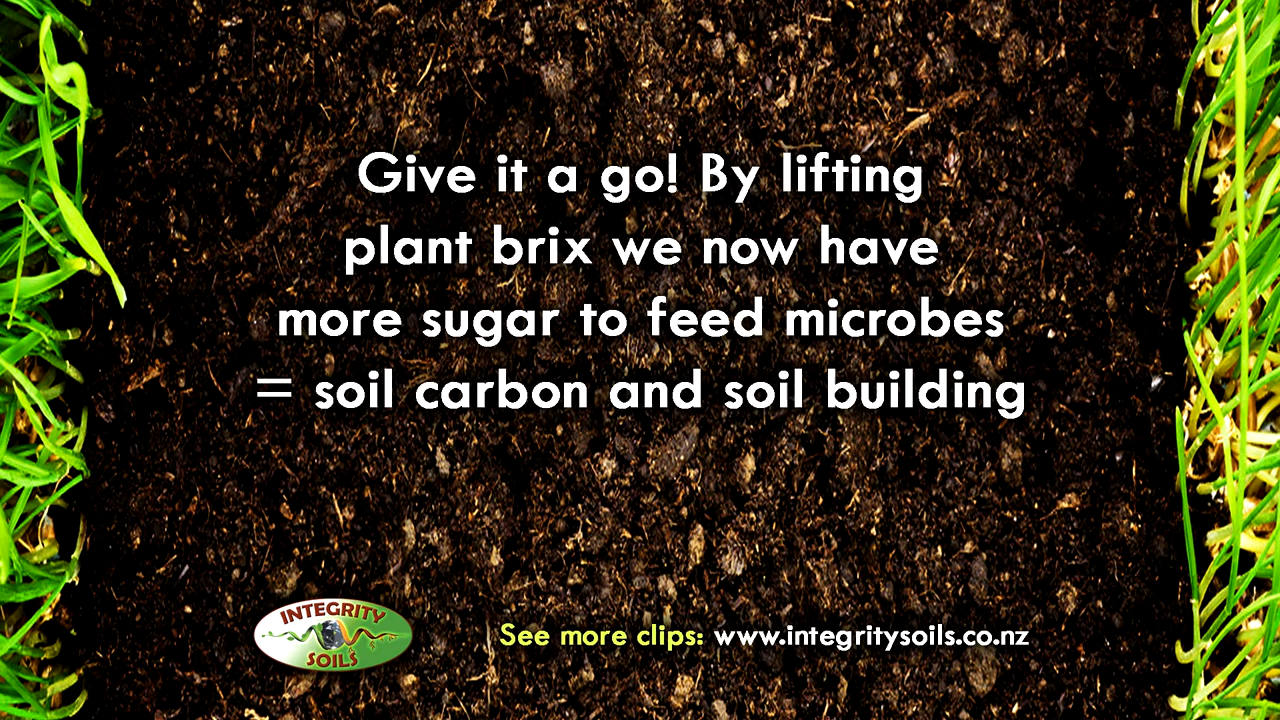 Give it a go! By lifting
plant brix we now have
more sugar to feed microbes
= soil carbon and soil building
INTEGRITY
SOILS
See more clips: www.integritysoils.co.nz